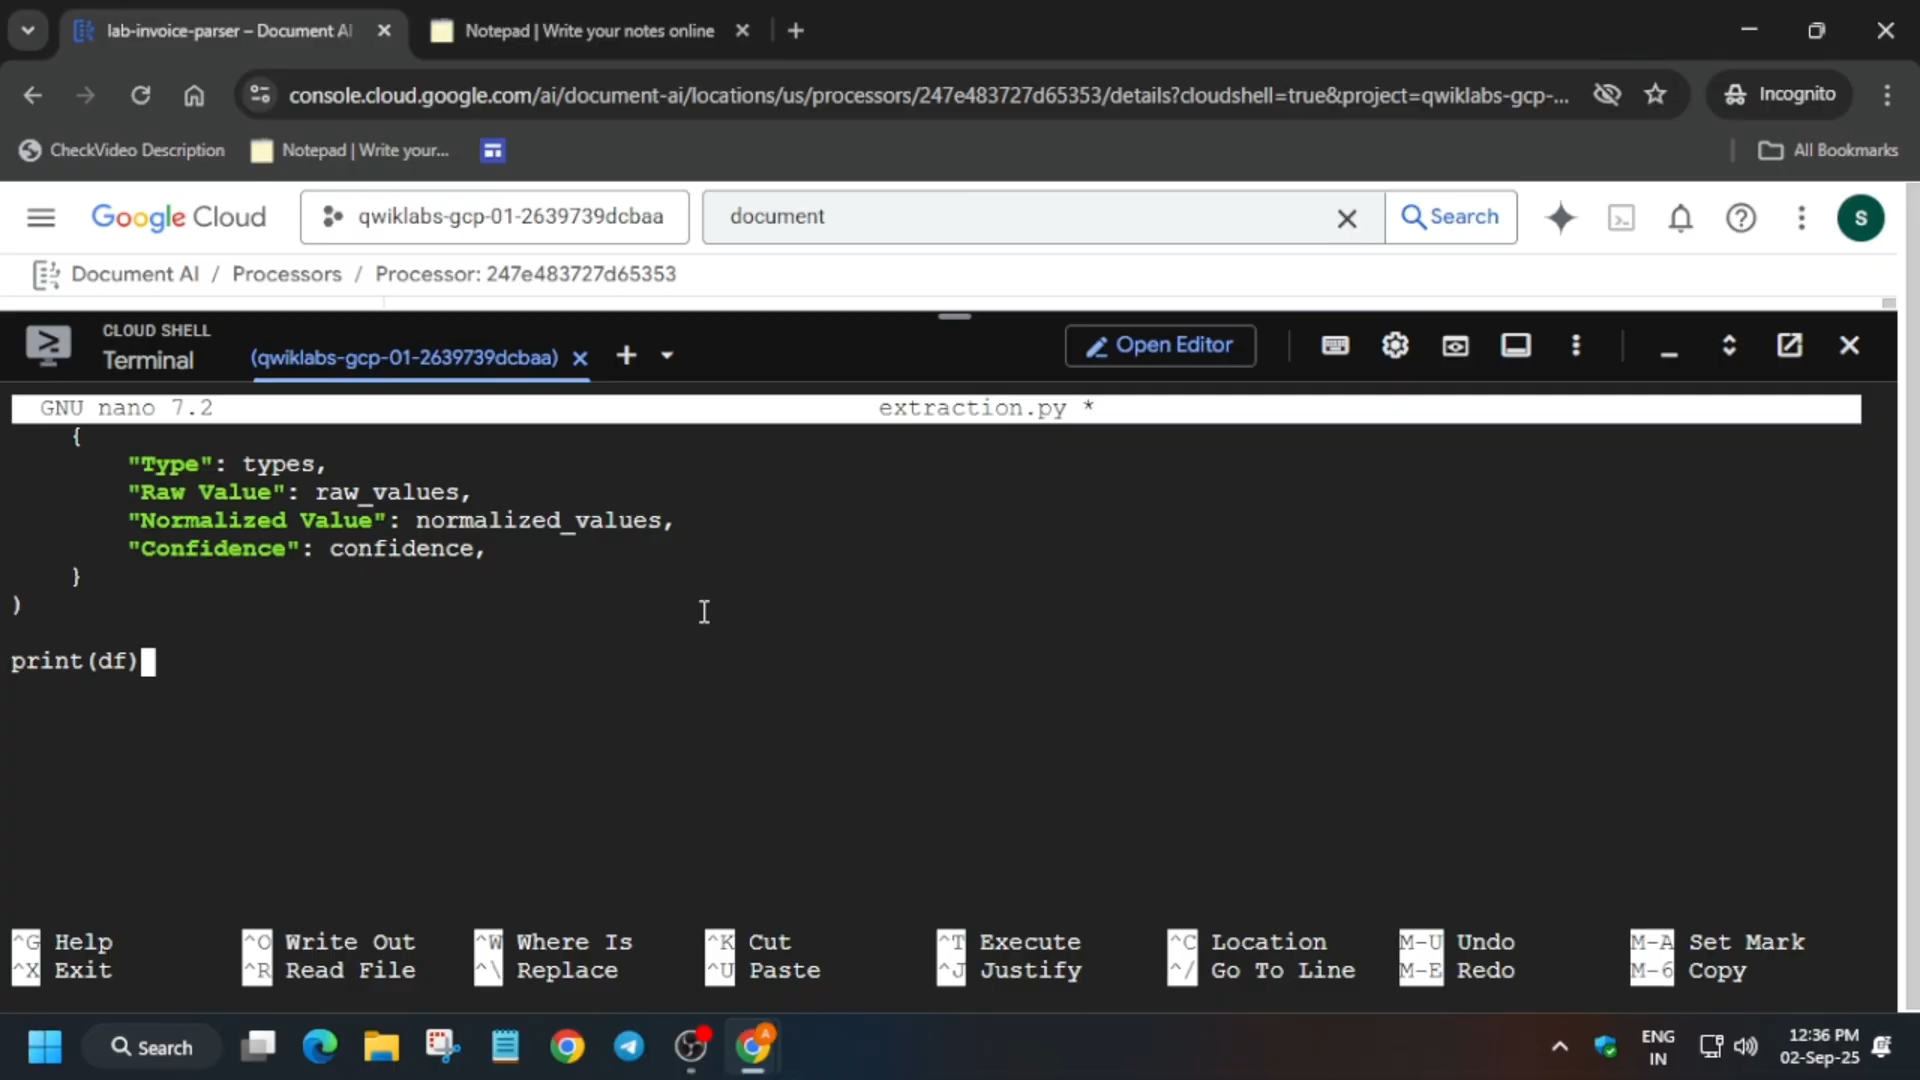 lab-invoice-parser – Document AI
Notepad | Write your notes online
console.cloud.google.com/ai/document-ai/locations/us/processors/247e483727d65353/details?cloudshell=true&project=qwiklabs-gcp-...
Incognito
CheckVideo Description
Notepad | Write your...
All Bookmarks
Google Cloud
qwiklabs-gcp-01-2639739dcbaa
document
Search
S
Document AI / Processors / Processor: 247e483727d65353
CLOUD SHELL
Terminal
(qwiklabs-gcp-01-2639739dcbaa)
Open Editor
GNU nano 7.2 extraction.py *
{
"Type": types,
"Raw Value": raw_values,
"Normalized Value": normalized_values,
"Confidence": confidence,
}
)
print(df)
^G Help ^O Write Out ^W Where Is ^K Cut ^T Execute ^C Location M-U Undo M-A Set Mark
^X Exit ^R Read File ^\ Replace ^U Paste ^J Justify ^/ Go To Line M-E Redo M-6 Copy
Search
A
ENG
IN
12:36 PM
02-Sep-25